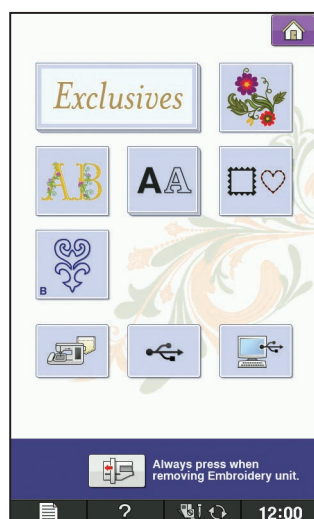 Exclusives
AB
AA
B
Always press when
removing Embroidery unit.
?
12:00